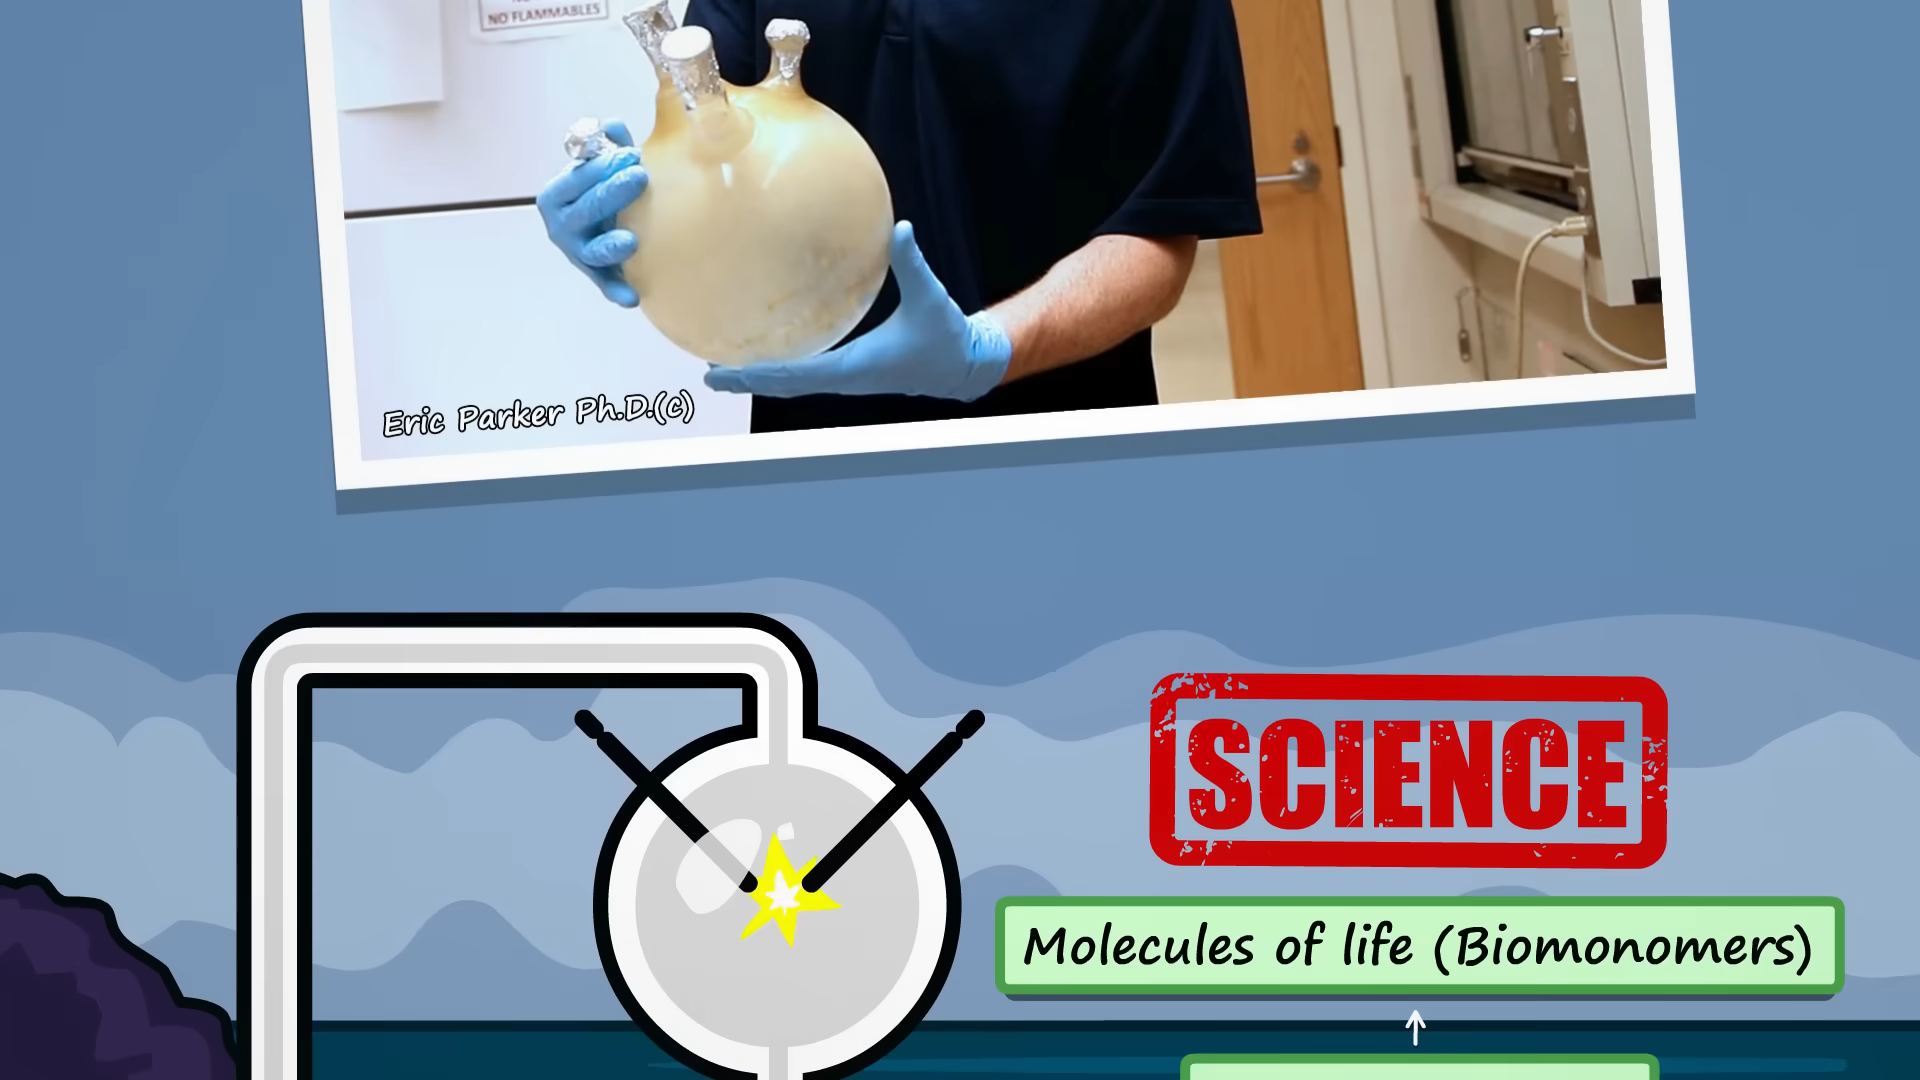 NO FLAMMABLES
Eric Parker Ph.D.(c)
SCIENCE
Molecules of life (Biomonomers)